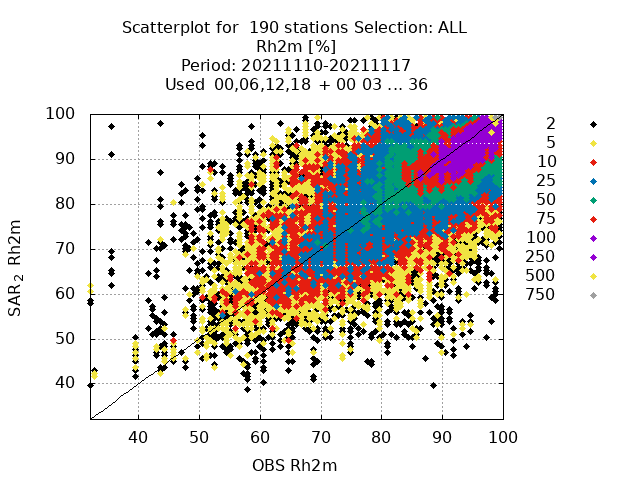 Scatterplot for 190 stations Selection: ALL
Rh2m [%]
Period: 20211110-20211117
Used 00,06,12,18 + 00 03 ... 36
100
90
80
70
60
50
40
SAR2 Rh2m
40 50 60 70 80 90 100
OBS Rh2m
2
5
10
25
50
75
100
250
500
750